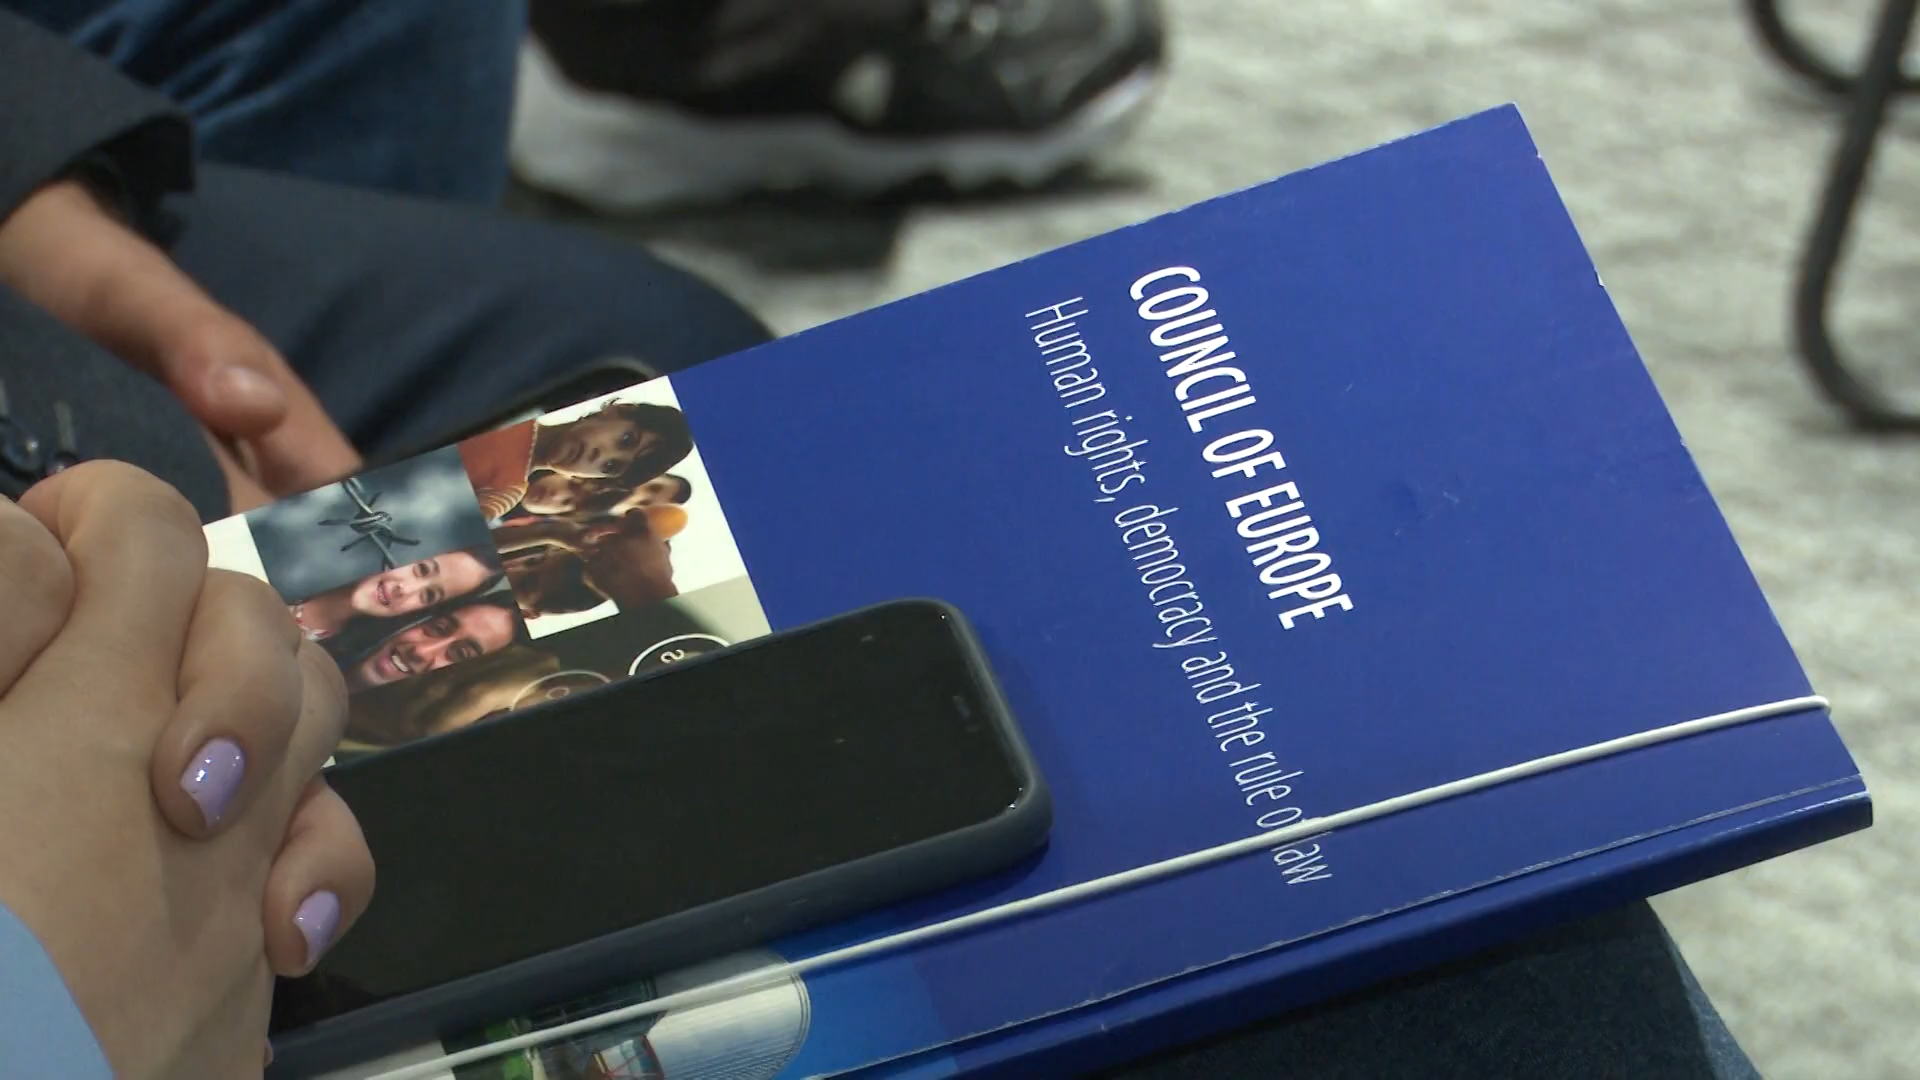 COUNCIL OF EUROPE
Human rights, democracy and the rule of law